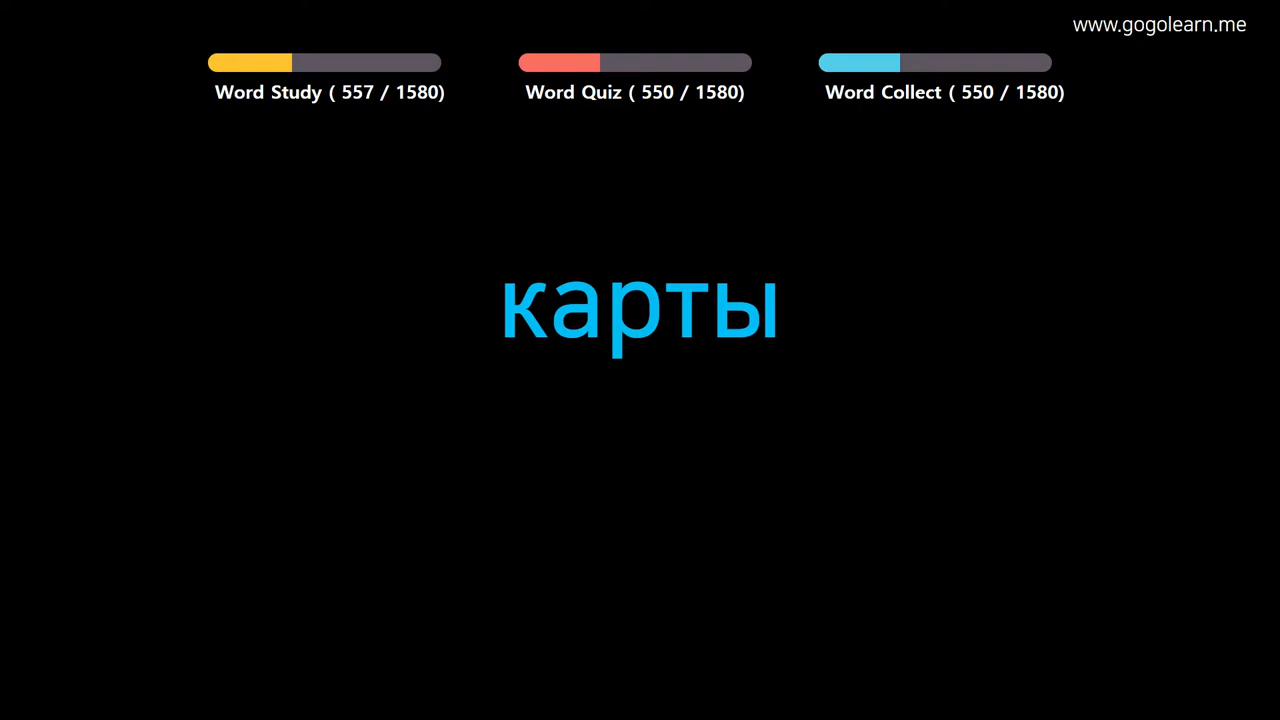 www.gogolearn.me
Word Study ( 557 / 1580)
Word Quiz ( 550 / 1580)
Word Collect ( 550 / 1580)
карты